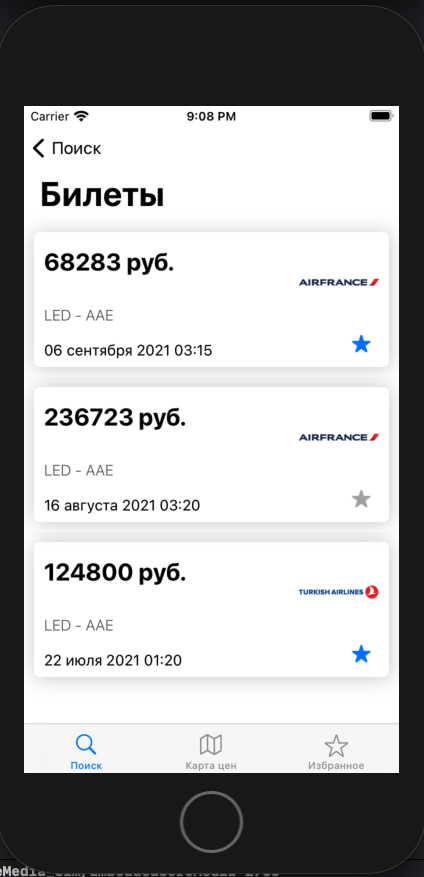 Carrier 9:08 PM
Поиск
Билеты
68283 руб.
AIRFRANCE
LED - AAE
06 сентября 2021 03:15
236723 руб.
AIRFRANCE
LED - AAE
16 августа 2021 03:20
124800 руб.
TURKISH AIRLINES
LED - AAE
22 июля 2021 01:20
Поиск Карта цен Избранное